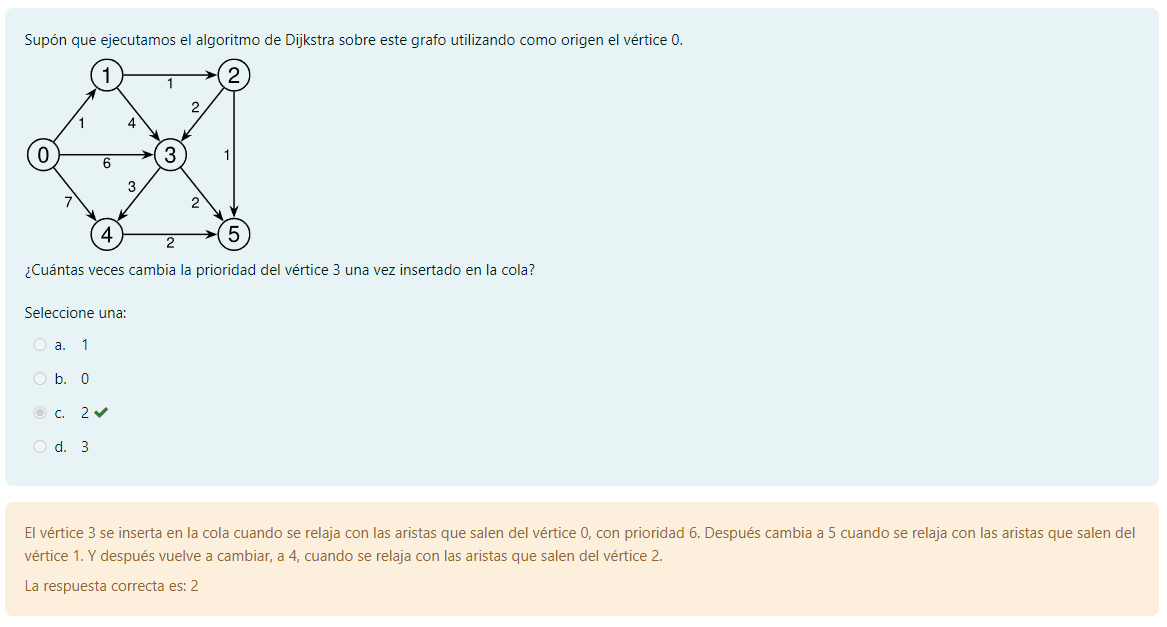 Supón que ejecutamos el algoritmo de Dijkstra sobre este grafo utilizando como origen el vértice 0.
1
2
1
2
1
4
0
3
6
1
3
7
2
4
5
2
¿Cuántas veces cambia la prioridad del vértice 3 una vez insertado en la cola?
Seleccione una:
a. 1
b. 0
c. 2
d. 3
El vértice 3 se inserta en la cola cuando se relaja con las aristas que salen del vértice 0, con prioridad 6. Después cambia a 5 cuando se relaja con las aristas que salen del
vértice 1. Y después vuelve a cambiar, a 4, cuando se relaja con las aristas que salen del vértice 2.
La respuesta correcta es: 2